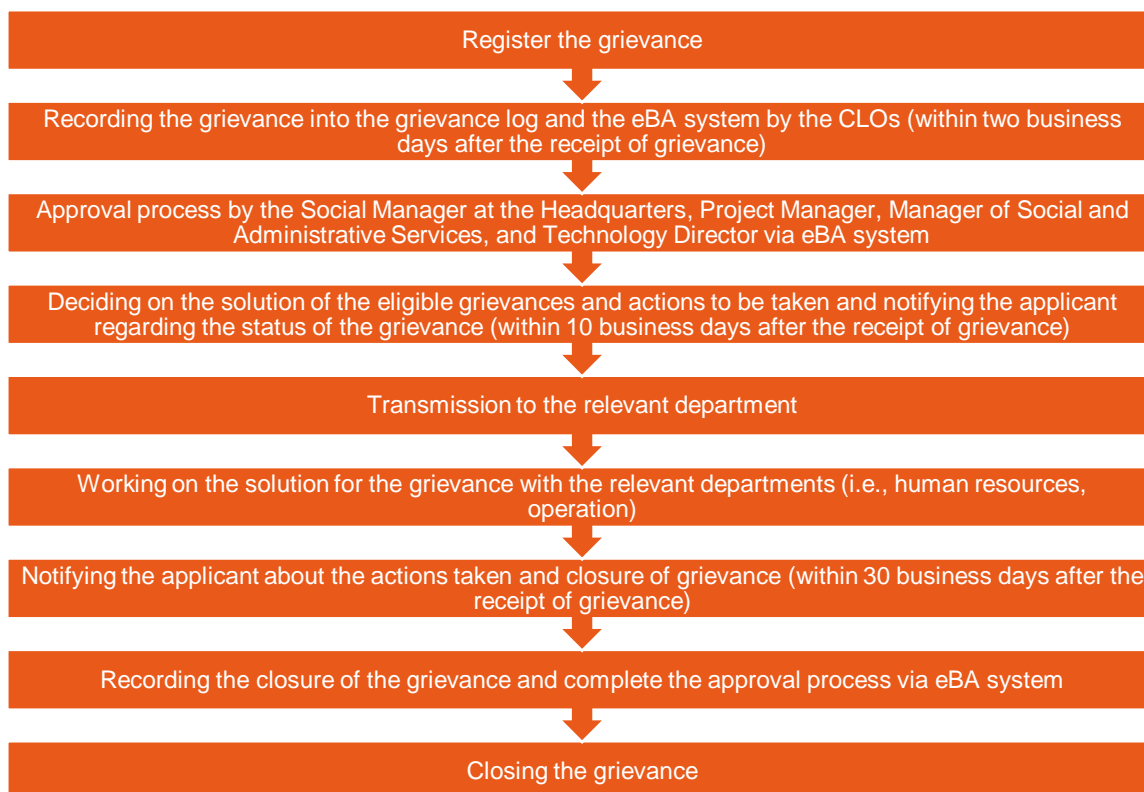 Register the grievance
Recording the grievance into the grievance log and the eBA system by the CLOs (within two business
days after the receipt of grievance)
Approval process by the Social Manager at the Headquarters, Project Manager, Manager of Social and
Administrative Services, and Technology Director via eBA system
Deciding on the solution of the eligible grievances and actions to be taken and notifying the applicant
regarding the status of the grievance (within 10 business days after the receipt of grievance)
Transmission to the relevant department
Working on the solution for the grievance with the relevant departments (i.e., human resources,
operation)
Notifying the applicant about the actions taken and closure of grievance (within 30 business days after the
receipt of grievance)
Recording the closure of the grievance and complete the approval process via eBA system
Closing the grievance